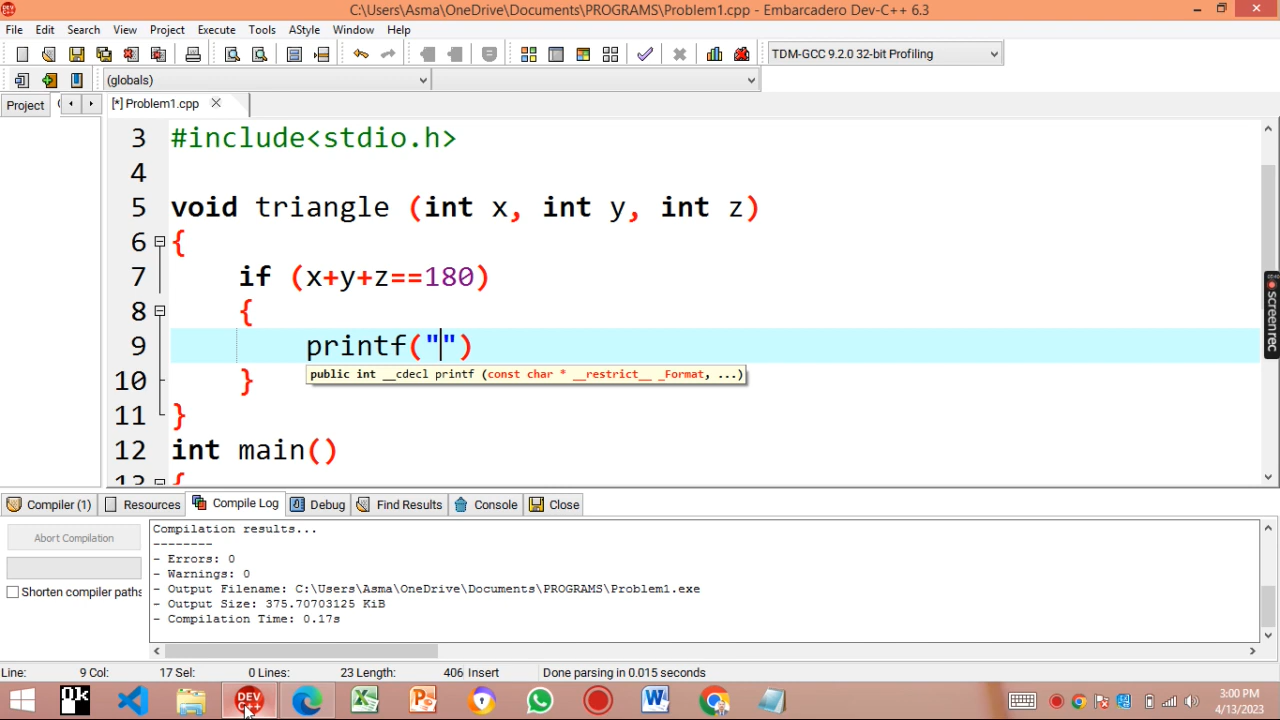 C:\Users\Asma\OneDrive\Documents\PROGRAMS\Problem1.cpp - Embarcadero Dev-C++ 6.3
File Edit Search View Project Execute Tools AStyle Window Help
TDM-GCC 9.2.0 32-bit Profiling
(globals)
Project
[*] Problem1.cpp
3 #include<stdio.h>
4
5 void triangle (int x, int y, int z)
6 {
7 if (x+y+z==180)
8 {
9 printf("")
public int __cdecl printf (const char * __restrict__ _Format, ...)
10 }
11 }
12 int main()
13 {
screenrec
Compiler (1) Resources Compile Log Debug Find Results Console Close
Abort Compilation
Shorten compiler paths
Compilation results...
--------
- Errors: 0
- Warnings: 0
- Output Filename: C:\Users\Asma\OneDrive\Documents\PROGRAMS\Problem1.exe
- Output Size: 375.70703125 KiB
- Compilation Time: 0.17s
Line: 9 Col: 17 Sel: 0 Lines: 23 Length: 406 Insert Done parsing in 0.015 seconds
Ok
DEV C++
3:00 PM
4/13/2023